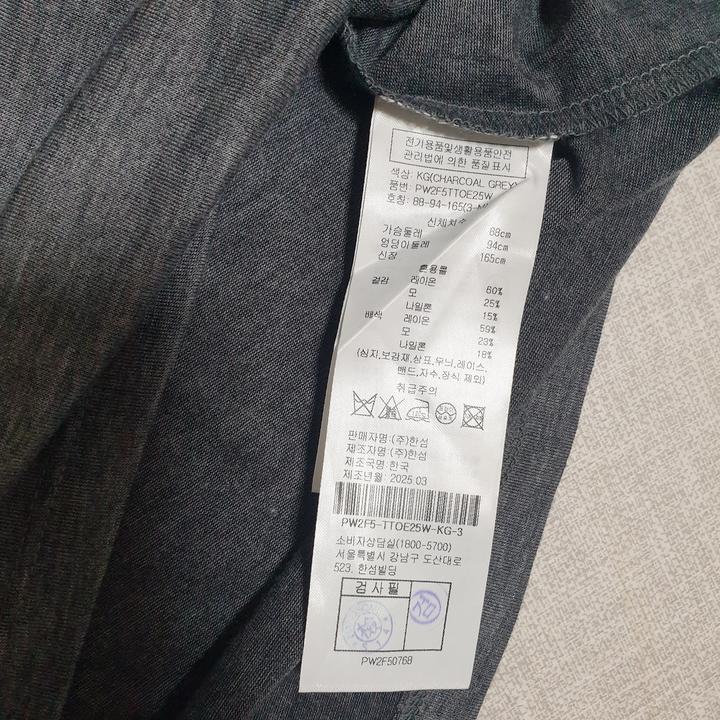 전기용품및생활용품안전
관리법에 의한 품질표시
색상: KG(CHARCOAL GREY)
품번: PW2F5TTOE25W
호칭: 88-94-165(3-
신체치수
가슴둘레 88cm
엉덩이둘레 94cm
신장 165cm
혼용률
겉감 레이온 60%
모 25%
나일론 15%
배색 레이온 59%
모 23%
나일론 18%
(심지,보강재,상표,무늬,레이스,
밴드,자수,장식 제외)
취급주의
판매자명:(주)한섬
제조자명:(주)한섬
제조국명:한국
제조년월: 2025.03
PW2F5-TTOE25W-KG-3
소비자상담실(1800-5700)
서울특별시 강남구 도산대로
523, 한섬빌딩
검사필
PW2F50768